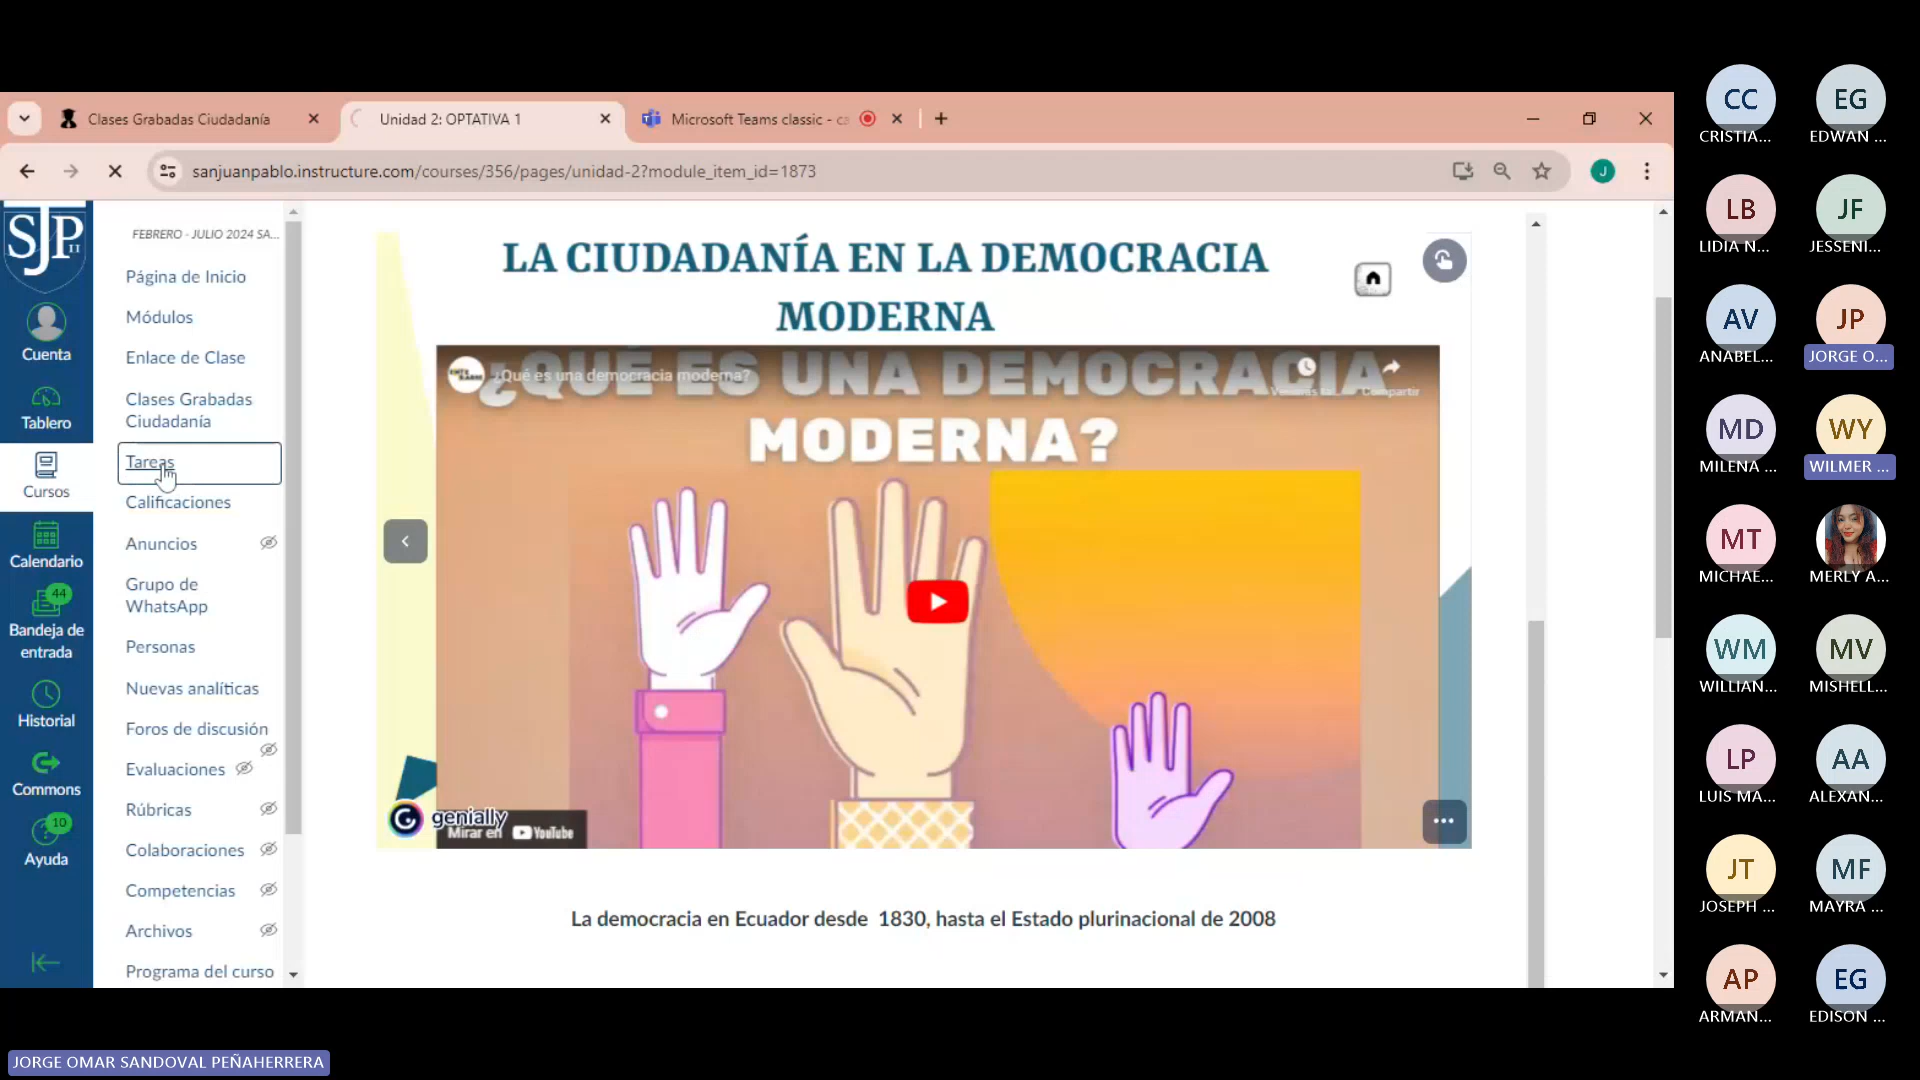 Clases Grabadas Ciudadanía
Unidad 2: OPTATIVA 1
Microsoft Teams classic - ca
sanjuanpablo.instructure.com/courses/356/pages/unidad-2?module_item_id=1873
J
SJP II
Cuenta
Tablero
Cursos
Calendario
44
Bandeja de
entrada
Historial
Commons
10
Ayuda
FEBRERO - JULIO 2024 SA...
Página de Inicio
Módulos
Enlace de Clase
Clases Grabadas
Ciudadanía
Tareas
Calificaciones
Anuncios
Grupo de
WhatsApp
Personas
Nuevas analíticas
Foros de discusión
Evaluaciones
Rúbricas
Colaboraciones
Competencias
Archivos
Programa del curso
LA CIUDADANÍA EN LA DEMOCRACIA
MODERNA
¿QUÉ ES UNA DEMOCRACIA
MODERNA?
¿Qué es una democracia moderna?
Compartir
genially
Mirar en YouTube
La democracia en Ecuador desde 1830, hasta el Estado plurinacional de 2008
CC
CRISTIA...
EG
EDWAN ...
LB
LIDIA N...
JF
JESSENI...
AV
ANABEL...
JP
JORGE O...
MD
MILENA ...
WY
WILMER ...
MT
MICHAE...
MERLY A...
WM
WILLIAN...
MV
MISHELL...
LP
LUIS MA...
AA
ALEXAN...
JT
JOSEPH ...
MF
MAYRA ...
AP
ARMAN...
EG
EDISON ...
JORGE OMAR SANDOVAL PEÑAHERRERA